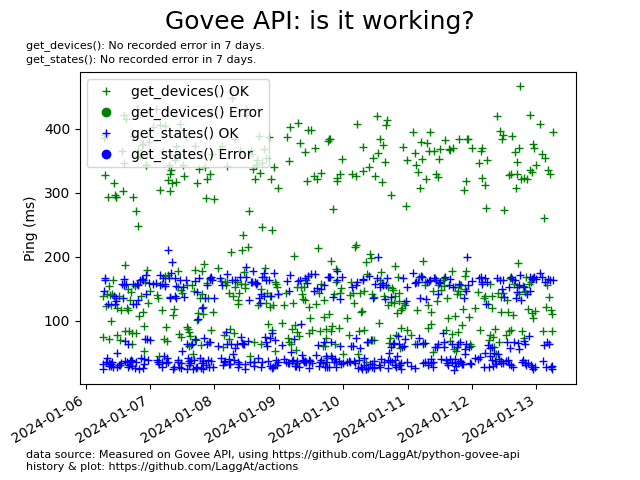 Govee API: is it working?
get_devices(): No recorded error in 7 days.
get_states(): No recorded error in 7 days.
get_devices() OK
get_devices() Error
get_states() OK
get_states() Error
Ping (ms)
400
300
200
100
2024-01-06
2024-01-07
2024-01-08
2024-01-09
2024-01-10
2024-01-11
2024-01-12
2024-01-13
data source: Measured on Govee API, using https://github.com/LaggAt/python-govee-api
history & plot: https://github.com/LaggAt/actions